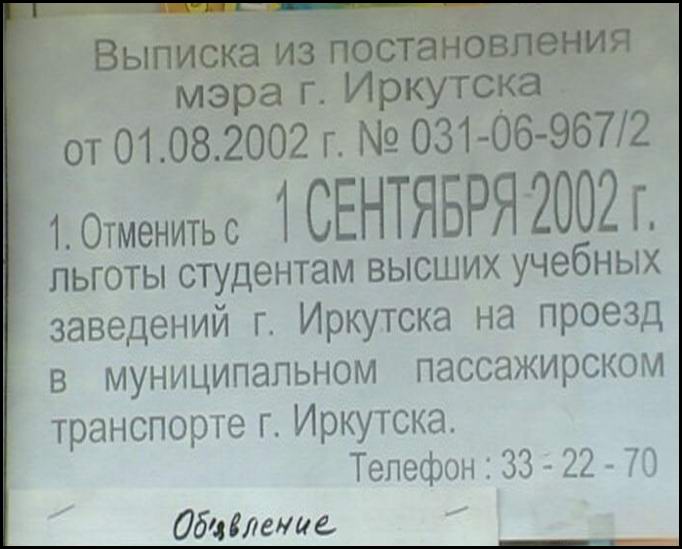 Выписка из постановления
мэра г. Иркутска
от 01.08.2002 г. № 031-06-967/2
1. Отменить с 1 СЕНТЯБРЯ 2002 г.
льготы студентам высших учебных
заведений г. Иркутска на проезд
в муниципальном пассажирском
транспорте г. Иркутска.
Телефон : 33 - 22 - 70
Объявление